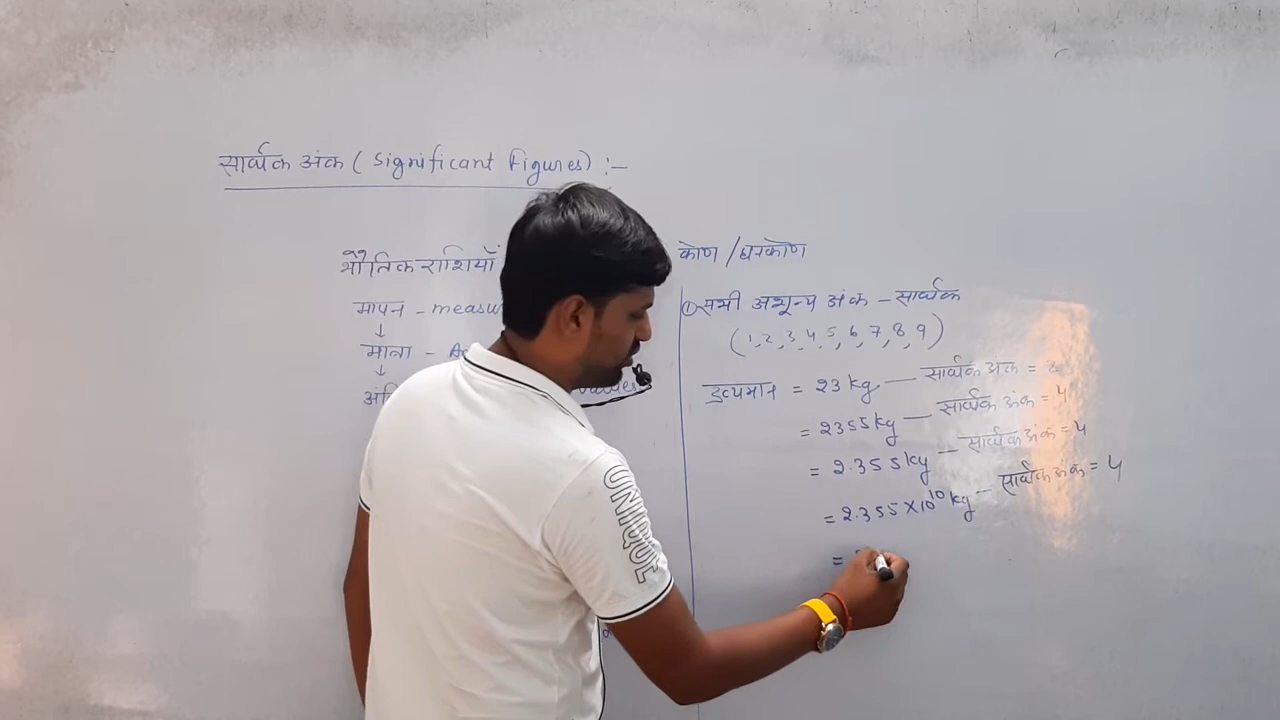 सार्थक अंक ( Significant Figures) :-
भौतिक राशियाँ
मापन - measu
↓
मात्रा -
↓
कोण / घनकोण
① सभी अशून्य अंक - सार्थक
(1,2,3,4,5,6,7,8,9)
द्रव्यमान = 23 kg — सार्थक अंक = 2
= 2355 kg — सार्थक अंक = 4
= 2.355 kg — सार्थक अंक = 4
= 2.355 × 10¹⁰ kg — सार्थक अंक = 4
=
UNIQUE